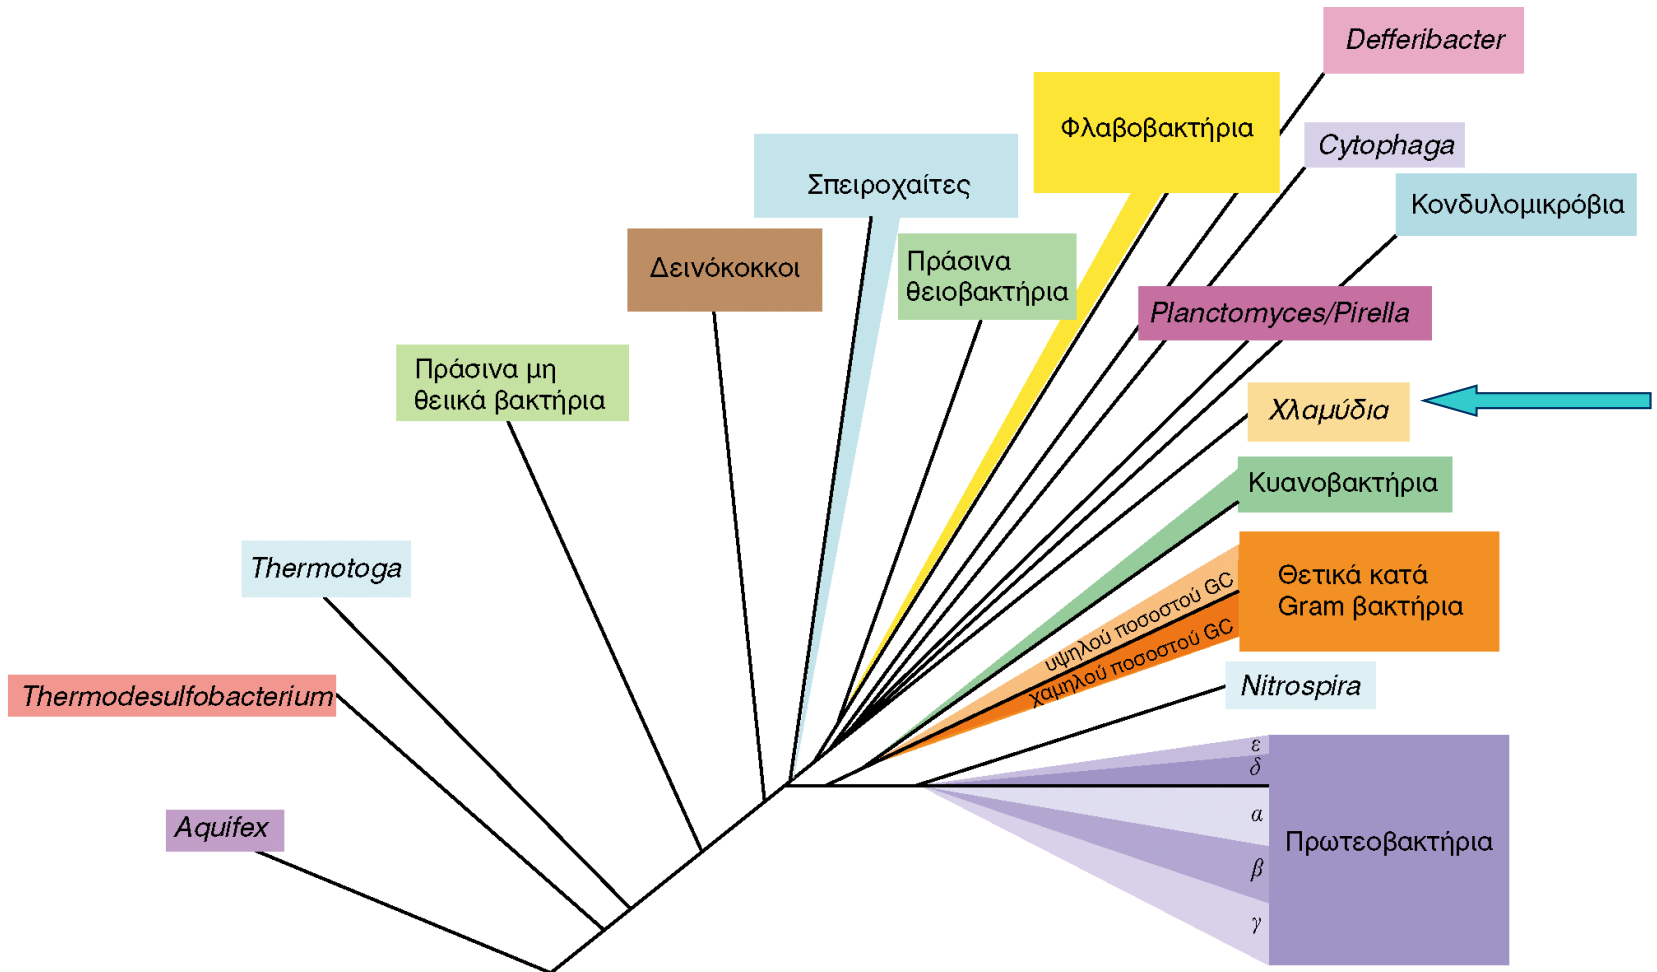 Defferibacter
Φλαβοβακτήρια
Cytophaga
Σπειροχαίτες
Κονδυλομικρόβια
Δεινόκοκκοι
Πράσινα
θειοβακτήρια
Planctomyces/Pirella
Πράσινα μη
θειικά βακτήρια
Χλαμύδια
Κυανοβακτήρια
Thermotoga
υψηλού ποσοστού GC
χαμηλού ποσοστού GC
Θετικά κατά
Gram βακτήρια
Thermodesulfobacterium
Nitrospira
ε
δ
α
β
γ
Πρωτεοβακτήρια
Aquifex